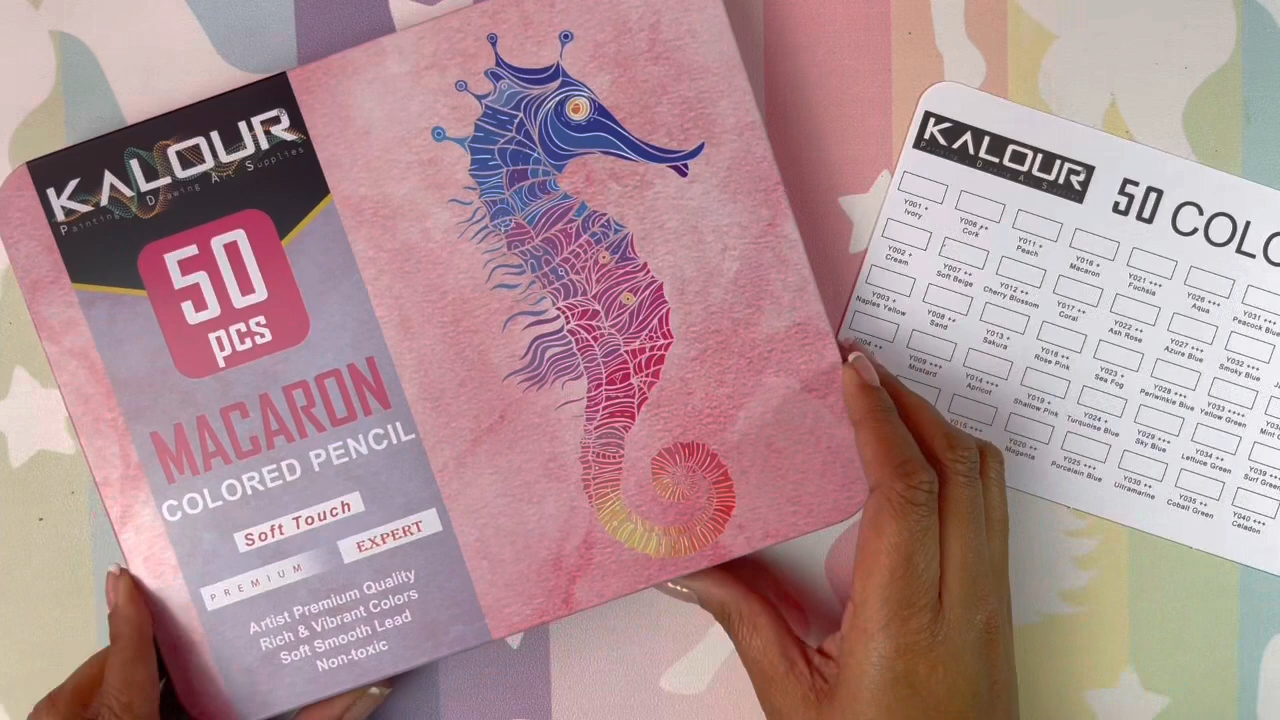 KALOUR
Painting Drawing Art Supplies
50
pcs
MACARON
COLORED PENCIL
Soft Touch
PREMIUM
EXPERT
Artist Premium Quality
Rich & Vibrant Colors
Soft Smooth Lead
Non-toxic
KALOUR
50 COLO
Y001 +
Ivory
Y002 +
Cream
Y003 +
Naples Yellow
Y004 ++
Y006 ++
Cork
Y007 ++
Soft Beige
Y008 ++
Sand
Y009 +++
Mustard
Y011 +
Peach
Y012 ++
Cherry Blossom
Y013 +
Sakura
Y014 +++
Apricot
Y015 +++
Y016 +
Macaron
Y017 ++
Coral
Y018 ++
Rose Pink
Y019 +
Shallow Pink
Y020 ++
Magenta
Y021 +++
Fuchsia
Y022 ++
Ash Rose
Y023 +
Sea Fog
Y024 +
Turquoise Blue
Y025 +++
Porcelain Blue
Y026 +++
Aqua
Y027 +++
Azure Blue
Y028 +++
Periwinkle Blue
Y029 +++
Sky Blue
Y030 ++
Ultramarine
Y031 +++
Peacock Blue
Y032 +++
Smoky Blue
Y033 ++++
Yellow Green
Y034 ++
Lettuce Green
Y035 ++
Cobalt Green
Y039 ++
Surf Green
Y040 +++
Celadon